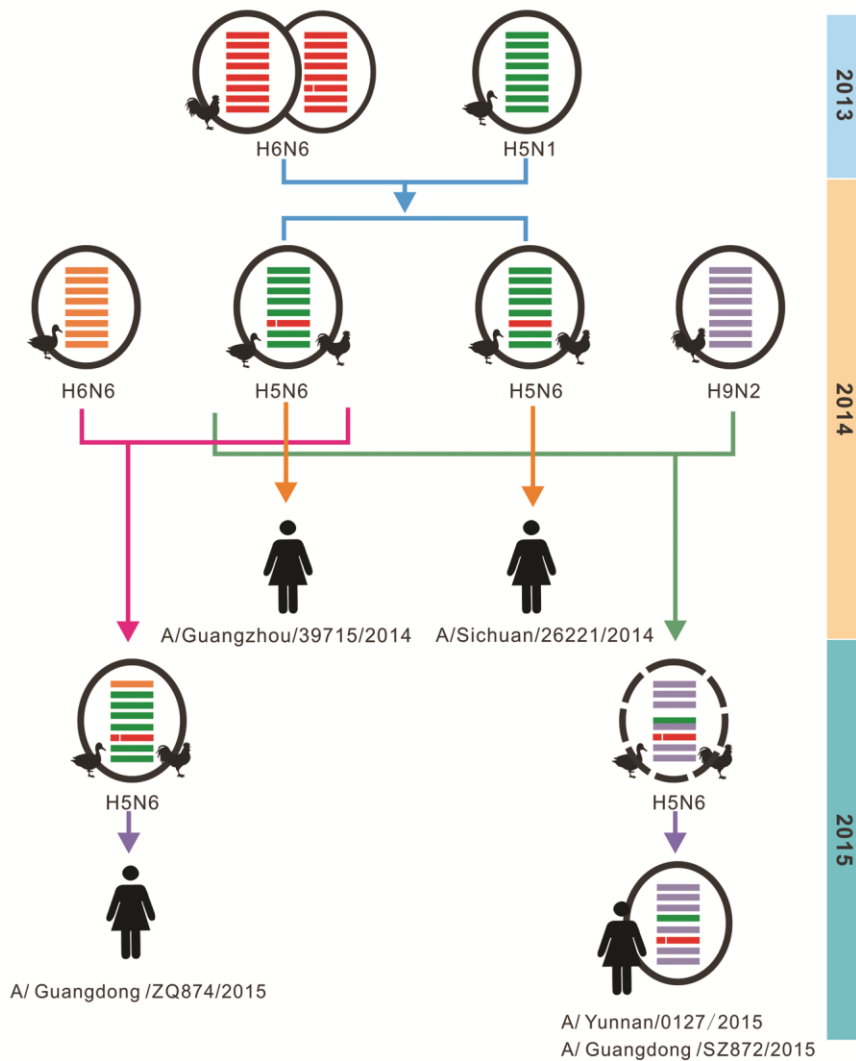 H6N6
H5N1
2013
H6N6
H5N6
H5N6
H9N2
2014
A/Guangzhou/39715/2014
A/Sichuan/26221/2014
H5N6
H5N6
2015
A/ Guangdong /ZQ874/2015
A/ Yunnan/0127/2015
A/ Guangdong /SZ872/2015